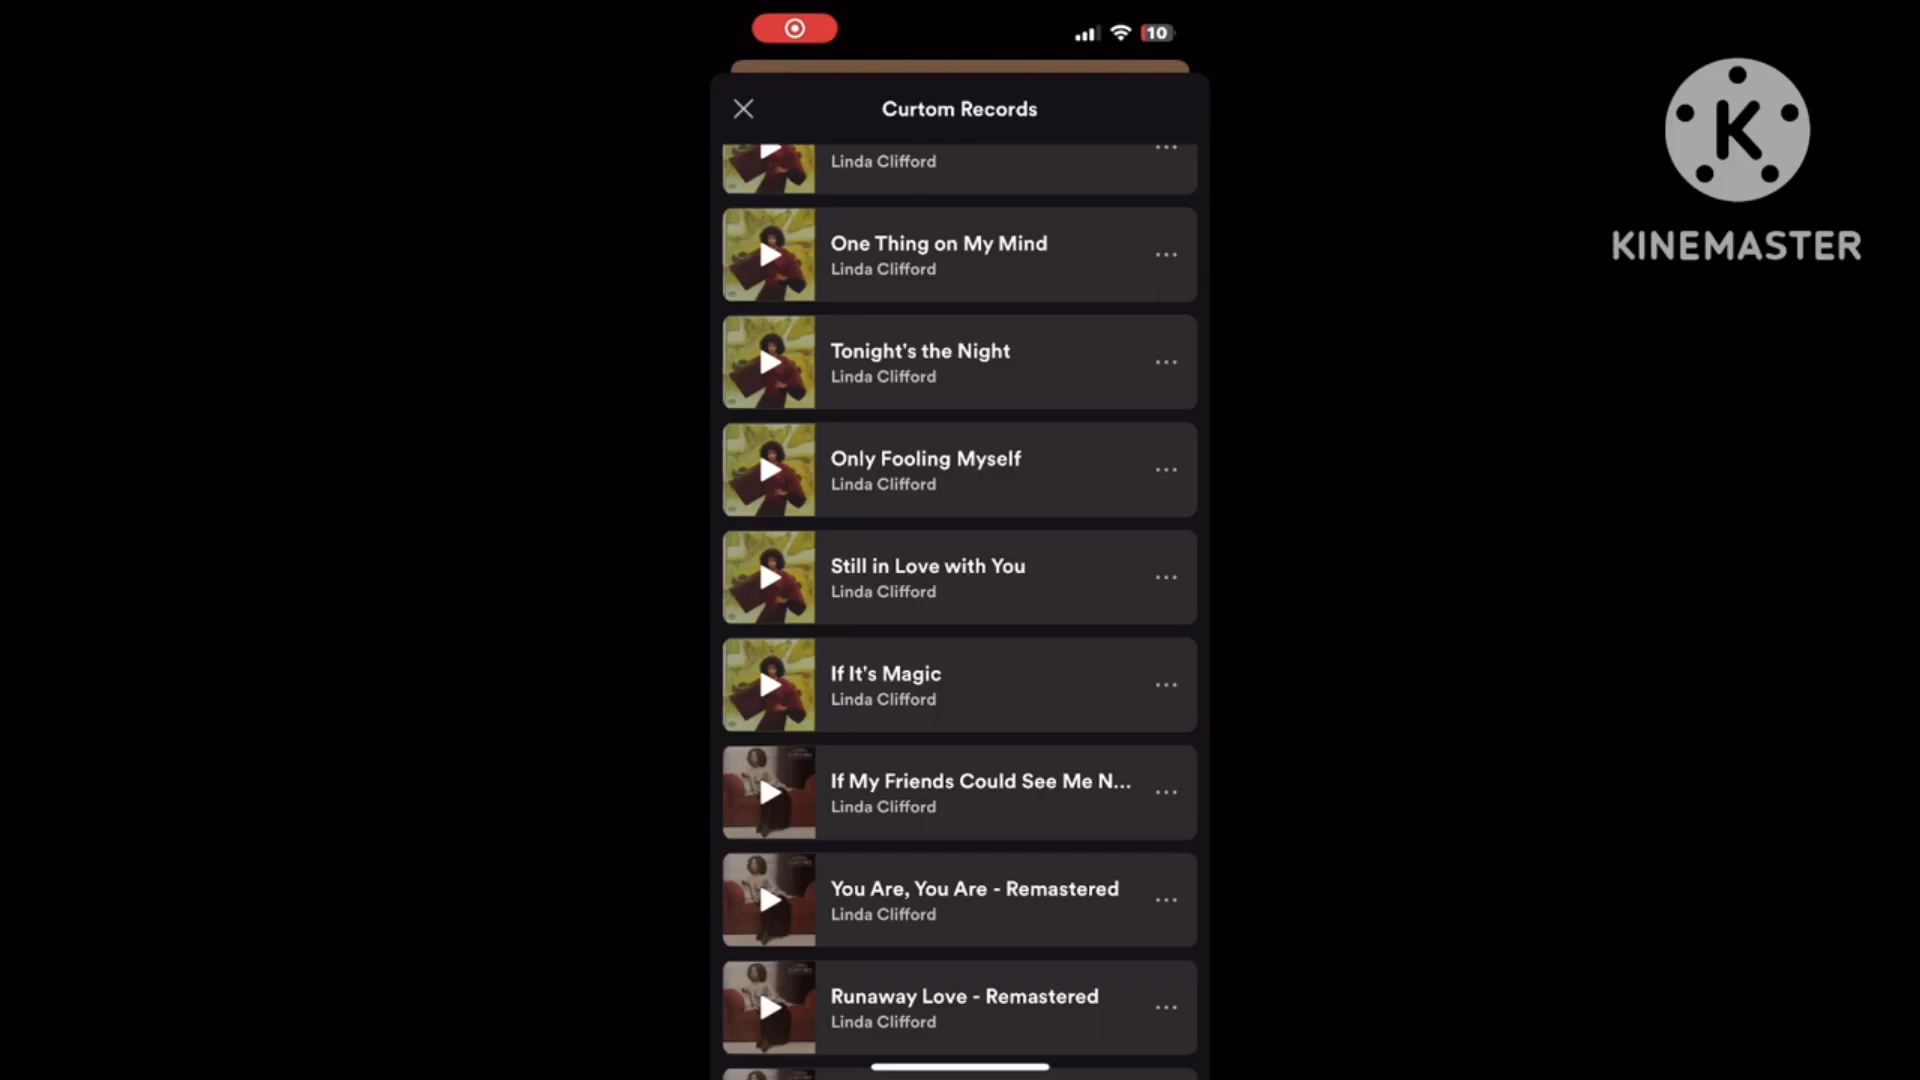 10
Curtom Records
Linda Clifford
One Thing on My Mind
Linda Clifford
Tonight's the Night
Linda Clifford
Only Fooling Myself
Linda Clifford
Still in Love with You
Linda Clifford
If It's Magic
Linda Clifford
If My Friends Could See Me N...
Linda Clifford
You Are, You Are - Remastered
Linda Clifford
Runaway Love - Remastered
Linda Clifford
K
KINEMASTER